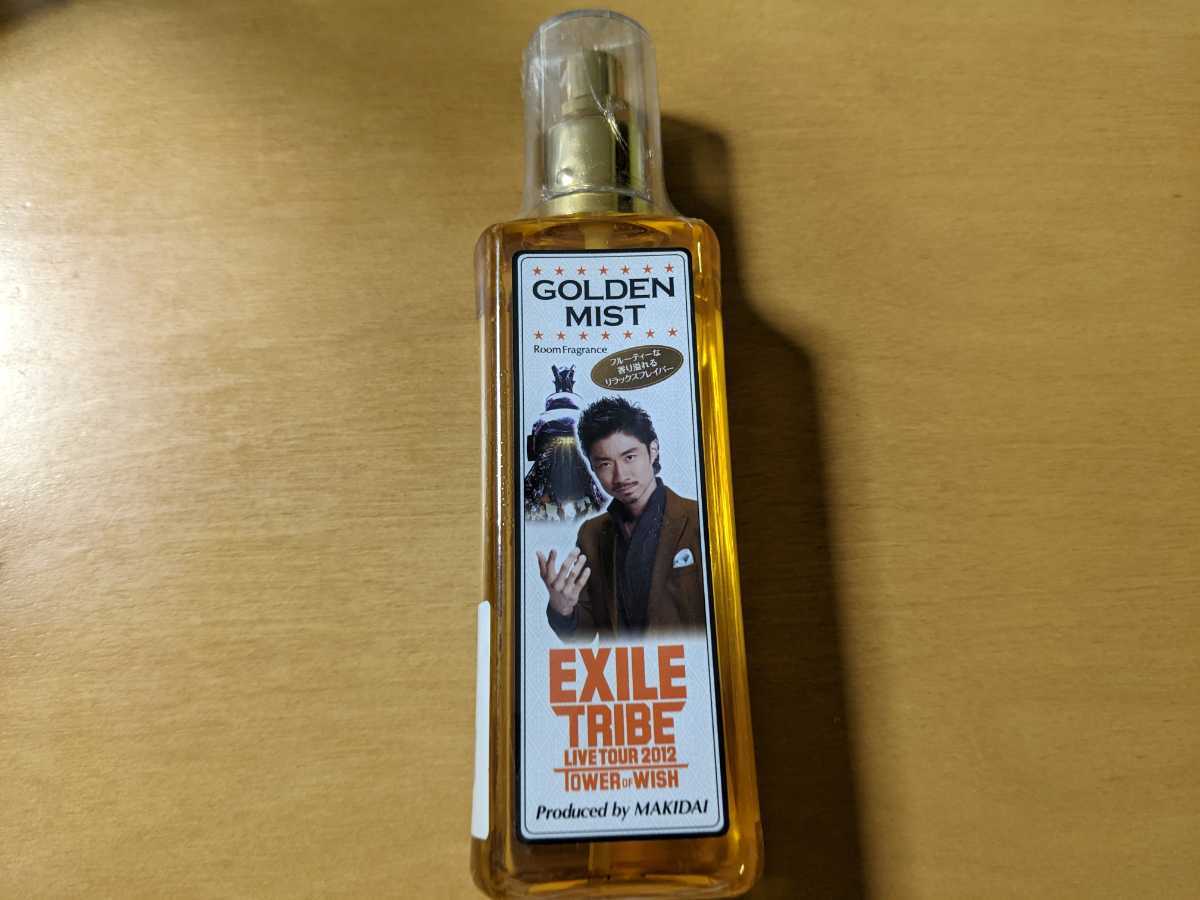 GOLDEN
MIST
Room Fragrance
フルーティーな
香り溢れる
リラックスフレイバー
EXILE
TRIBE
LIVE TOUR 2012
TOWER OF WISH
Produced by MAKIDAI